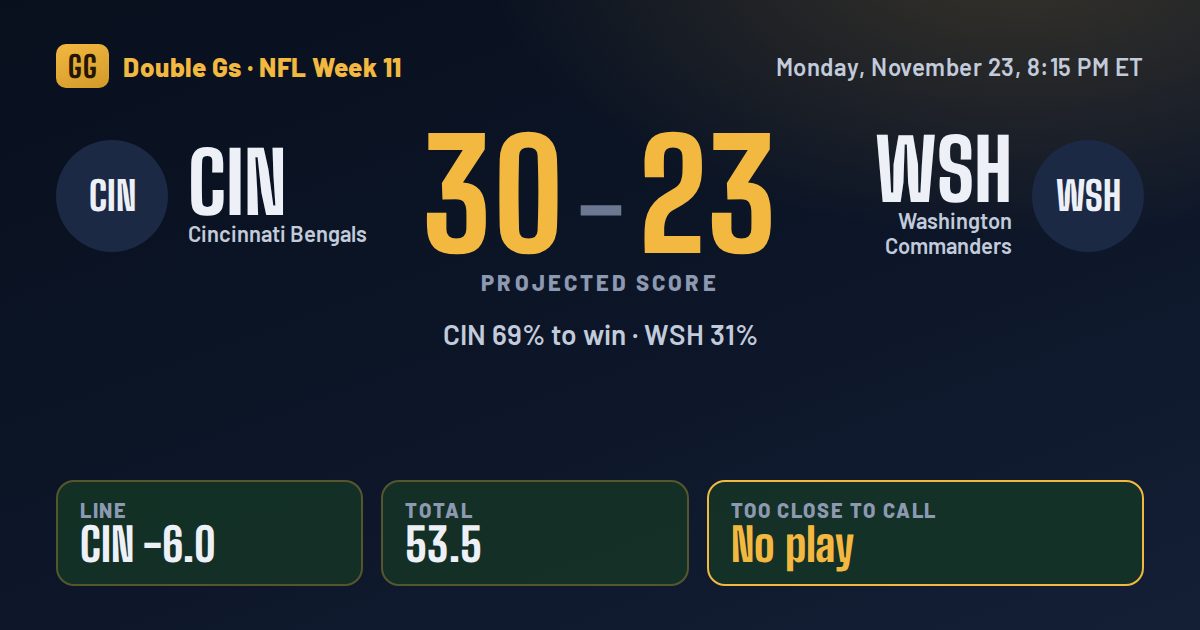 GG Double Gs · NFL Week 11
Monday, November 23, 8:15 PM ET
CIN
CIN
Cincinnati Bengals
30 – 23
PROJECTED SCORE
CIN 69% to win · WSH 31%
WSH
Washington
Commanders
WSH
LINE
CIN −6.0
TOTAL
53.5
TOO CLOSE TO CALL
No play